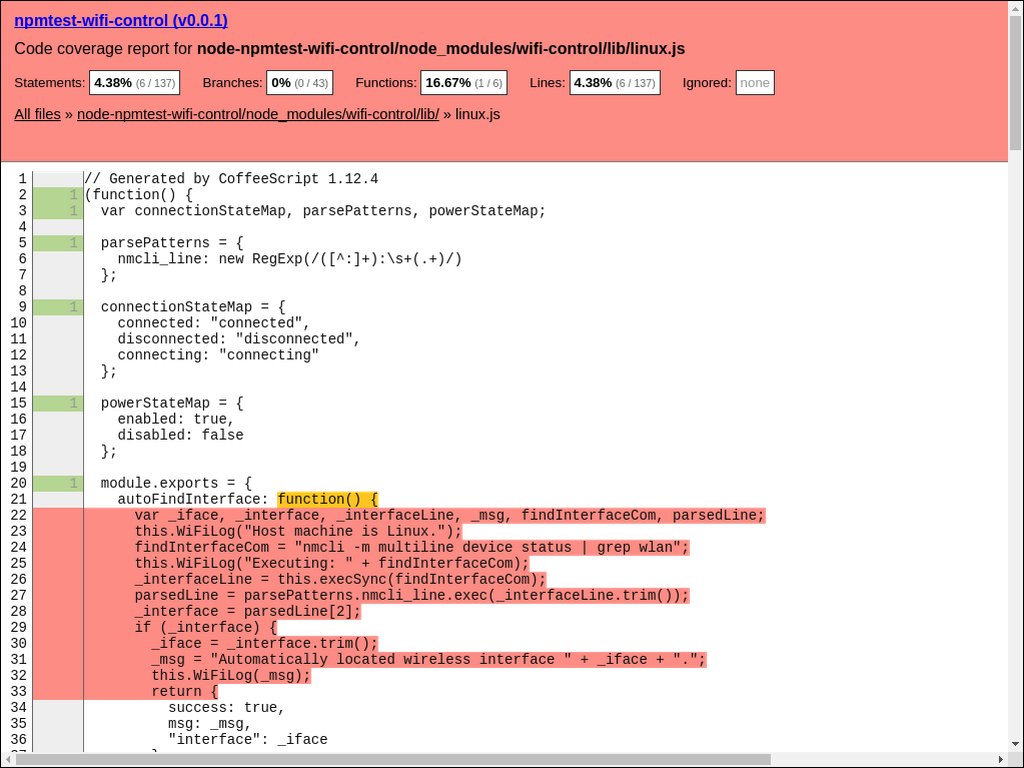 npmtest-wifi-control (v0.0.1)
Code coverage report for node-npmtest-wifi-control/node_modules/wifi-control/lib/linux.js
Statements: 4.38% (6 / 137) Branches: 0% (0 / 43) Functions: 16.67% (1 / 6) Lines: 4.38% (6 / 137) Ignored: none
All files » node-npmtest-wifi-control/node_modules/wifi-control/lib/ » linux.js
1 // Generated by CoffeeScript 1.12.4
2 1 (function() {
3 1   var connectionStateMap, parsePatterns, powerStateMap;
4
5 1   parsePatterns = {
6     nmcli_line: new RegExp(/([^:]+):\s+(.+)/)
7   };
8
9 1   connectionStateMap = {
10     connected: "connected",
11     disconnected: "disconnected",
12     connecting: "connecting"
13   };
14
15 1   powerStateMap = {
16     enabled: true,
17     disabled: false
18   };
19
20 1   module.exports = {
21     autoFindInterface: function() {
22       var _iface, _interface, _interfaceLine, _msg, findInterfaceCom, parsedLine;
23       this.WiFiLog("Host machine is Linux.");
24       findInterfaceCom = "nmcli -m multiline device status | grep wlan";
25       this.WiFiLog("Executing: " + findInterfaceCom);
26       _interfaceLine = this.execSync(findInterfaceCom);
27       parsedLine = parsePatterns.nmcli_line.exec(_interfaceLine.trim());
28       _interface = parsedLine[2];
29       if (_interface) {
30         _iface = _interface.trim();
31         _msg = "Automatically located wireless interface " + _iface + ".";
32         this.WiFiLog(_msg);
33         return {
34           success: true,
35           msg: _msg,
36           "interface": _iface